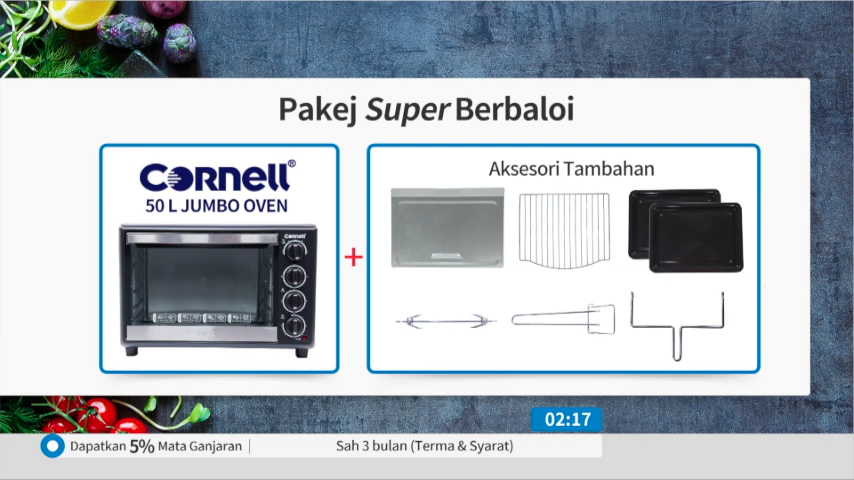 Pakej Super Berbaloi
Cornell®
50 L JUMBO OVEN
Cornell
+
Aksesori Tambahan
02:17
Dapatkan 5% Mata Ganjaran
Sah 3 bulan (Terma & Syarat)